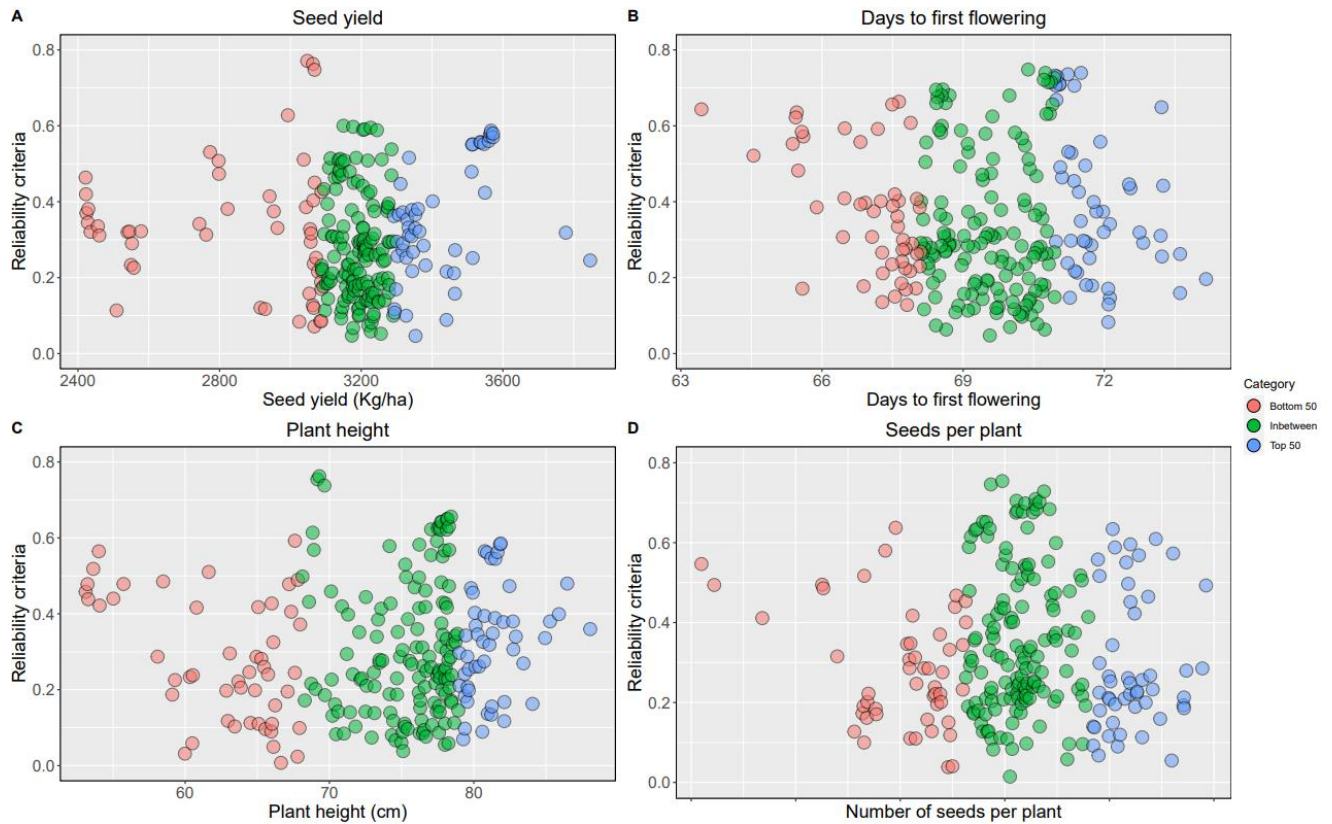 A
Seed yield
Reliability criteria
0.8
0.6
0.4
0.2
0.0
2400 2800 3200 3600
Seed yield (Kg/ha)
B
Days to first flowering
Reliability criteria
0.8
0.6
0.4
0.2
0.0
63 66 69 72
Days to first flowering
C
Plant height
Reliability criteria
0.8
0.6
0.4
0.2
0.0
60 70 80
Plant height (cm)
D
Seeds per plant
Reliability criteria
0.8
0.6
0.4
0.2
0.0
Number of seeds per plant
Category
Bottom 50
Inbetween
Top 50